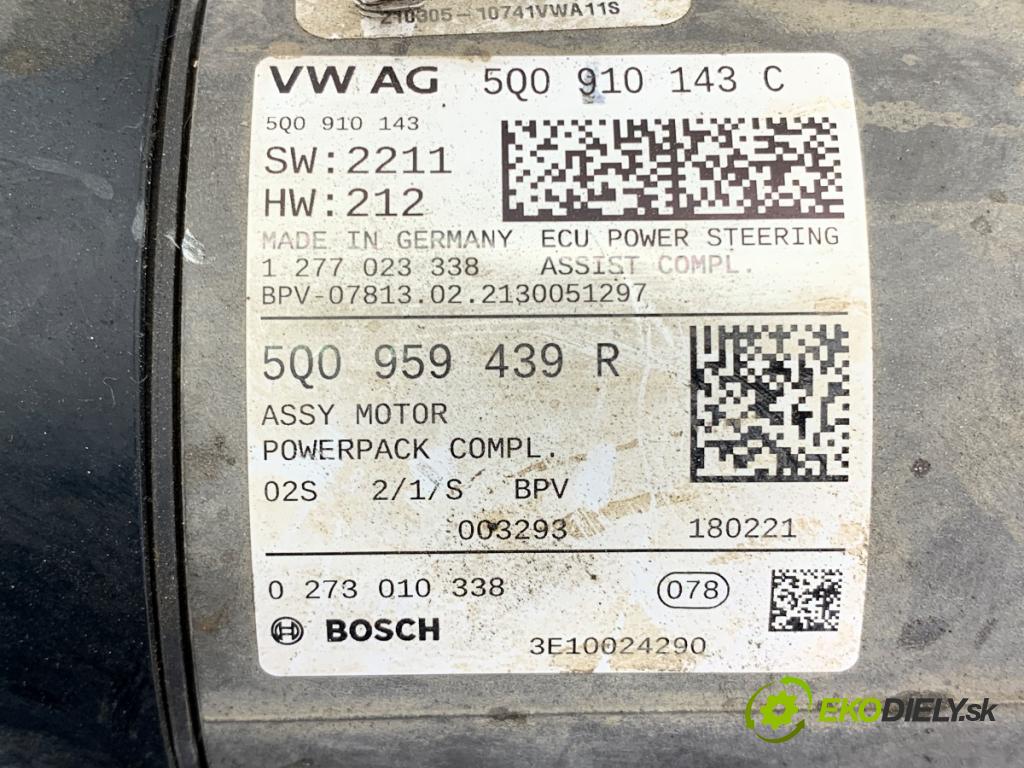 210305-10741VWA11S
VW AG 5Q0 910 143 C
5Q0 910 143
SW:2211
HW:212
MADE IN GERMANY ECU POWER STEERING
1 277 023 338 ASSIST COMPL.
BPV-07813.02.2130051297
5Q0 959 439 R
ASSY MOTOR
POWERPACK COMPL.
02S 2/1/S BPV
003293 180221
0 273 010 338 078
BOSCH
3E10024290
EKODIELY.sk